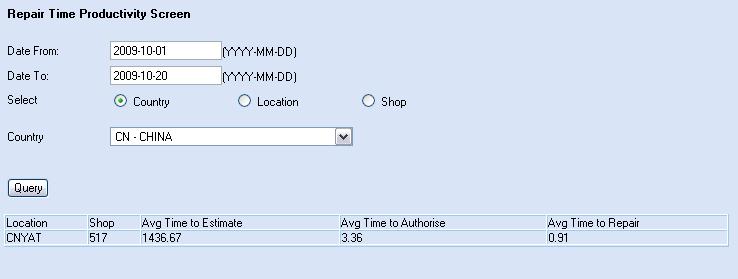 Repair Time Productivity Screen
Date From: 2009-10-01 (YYYY-MM-DD)
Date To: 2009-10-20 (YYYY-MM-DD)
Select Country Location Shop
Country CN - CHINA
Query
Location Shop Avg Time to Estimate Avg Time to Authorise Avg Time to Repair
CNYAT 517 1436.67 3.36 0.91